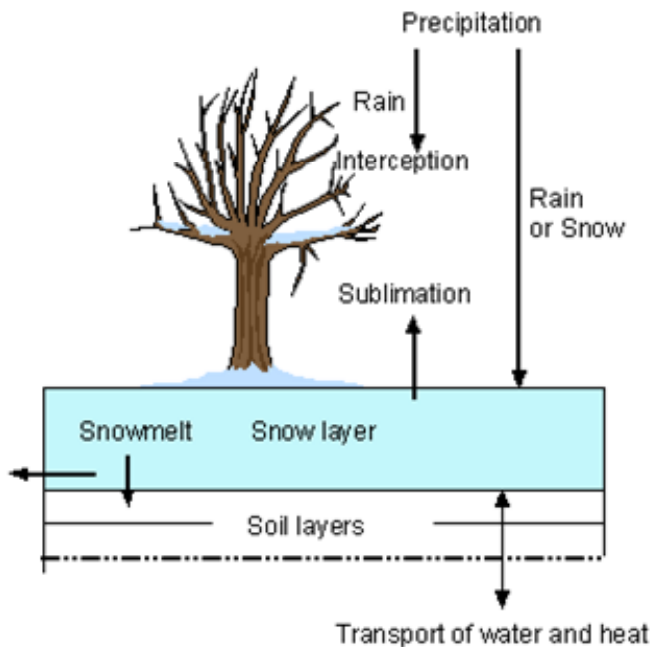 Precipitation
Rain
Interception
Rain
or Snow
Sublimation
Snowmelt
Snow layer
Soil layers
Transport of water and heat